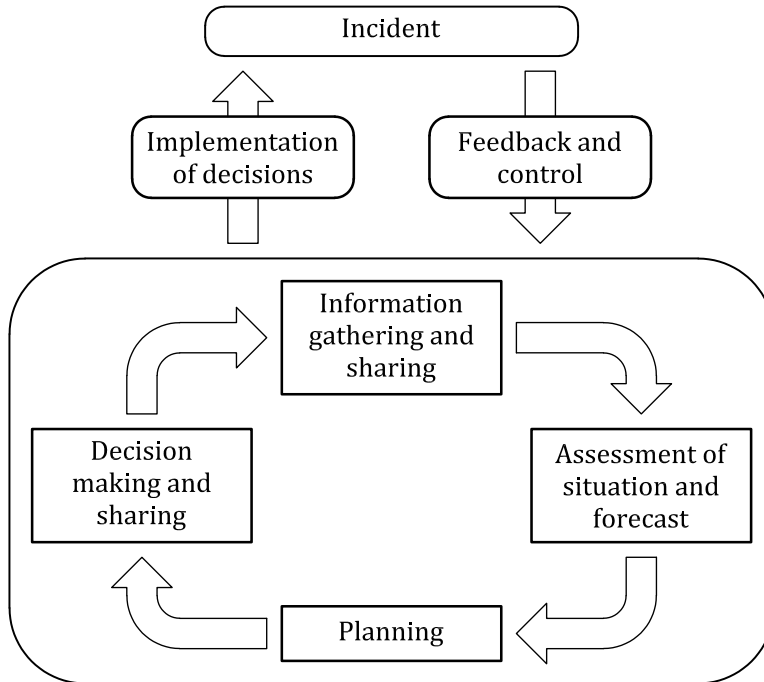 Incident
Implementation
of decisions
Feedback and
control
Information
gathering and
sharing
Decision
making and
sharing
Assessment of
situation and
forecast
Planning